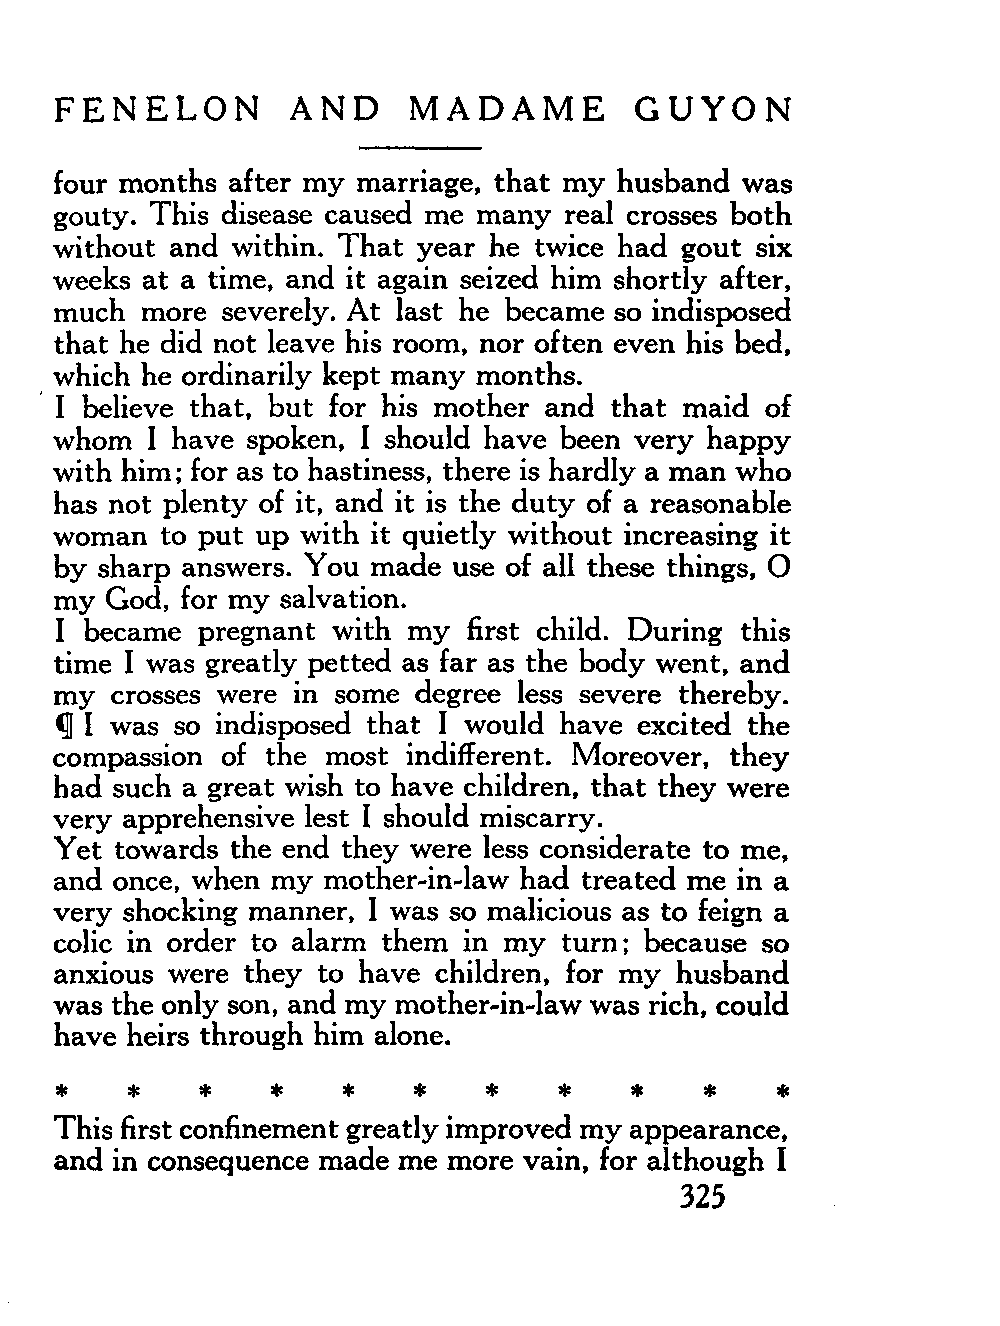 FENELON AND MADAME GUYON
four months after my marriage, that my husband was
gouty. This disease caused me many real crosses both
without and within. That year he twice had gout six
weeks at a time, and it again seized him shortly after,
much more severely. At last he became so indisposed
that he did not leave his room, nor often even his bed,
which he ordinarily kept many months.
I believe that, but for his mother and that maid of
whom I have spoken, I should have been very happy
with him; for as to hastiness, there is hardly a man who
has not plenty of it, and it is the duty of a reasonable
woman to put up with it quietly without increasing it
by sharp answers. You made use of all these things, O
my God, for my salvation.
I became pregnant with my first child. During this
time I was greatly petted as far as the body went, and
my crosses were in some degree less severe thereby.
¶ I was so indisposed that I would have excited the
compassion of the most indifferent. Moreover, they
had such a great wish to have children, that they were
very apprehensive lest I should miscarry.
Yet towards the end they were less considerate to me,
and once, when my mother-in-law had treated me in a
very shocking manner, I was so malicious as to feign a
colic in order to alarm them in my turn; because so
anxious were they to have children, for my husband
was the only son, and my mother-in-law was rich, could
have heirs through him alone.
* * * * * * * * * * *
This first confinement greatly improved my appearance,
and in consequence made me more vain, for although I
325